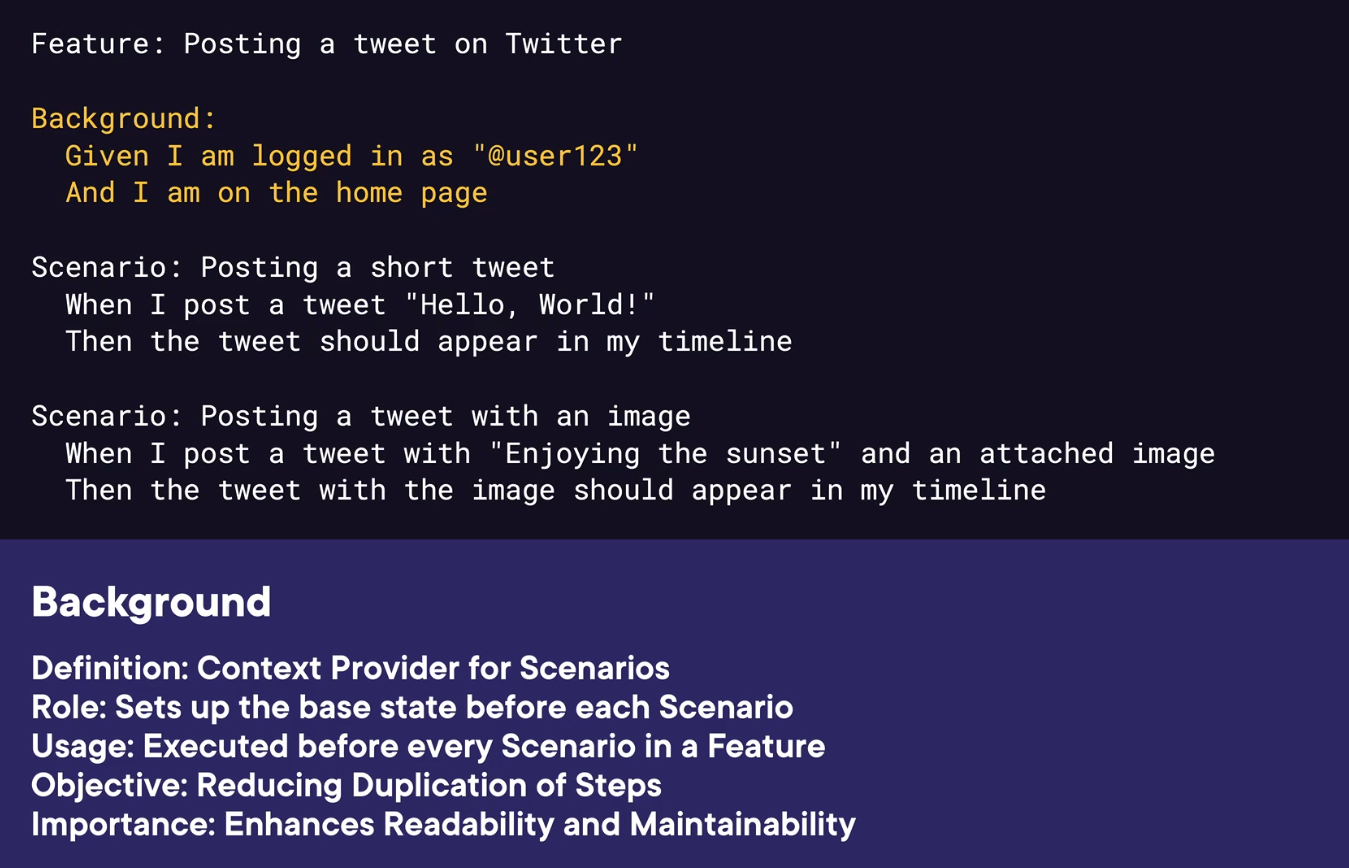 Feature: Posting a tweet on Twitter
Background:
Given I am logged in as "@user123"
And I am on the home page
Scenario: Posting a short tweet
When I post a tweet "Hello, World!"
Then the tweet should appear in my timeline
Scenario: Posting a tweet with an image
When I post a tweet with "Enjoying the sunset" and an attached image
Then the tweet with the image should appear in my timeline
Background
Definition: Context Provider for Scenarios
Role: Sets up the base state before each Scenario
Usage: Executed before every Scenario in a Feature
Objective: Reducing Duplication of Steps
Importance: Enhances Readability and Maintainability